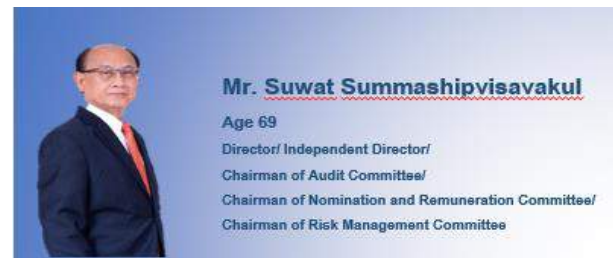 Mr. Suwat Summashipvisavakul
Age 69
Director/ Independent Director/
Chairman of Audit Committee/
Chairman of Nomination and Remuneration Committee/
Chairman of Risk Management Committee